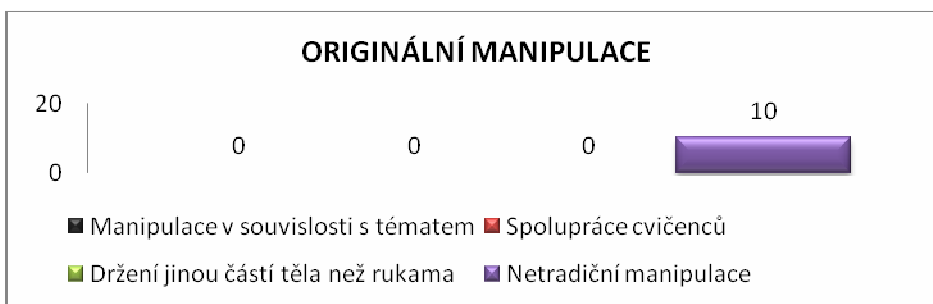 ORIGINÁLNÍ MANIPULACE
20
10
0 0 0
0
Manipulace v souvislosti s tématem Spolupráce cvičenců
Držení jinou částí těla než rukama Netradiční manipulace